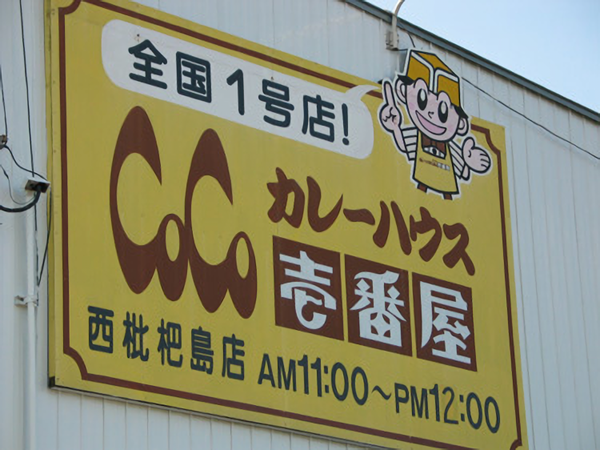 全国1号店!
CoCo
カレーハウス
壱番屋
西枇杷島店 AM11:00~PM12:00